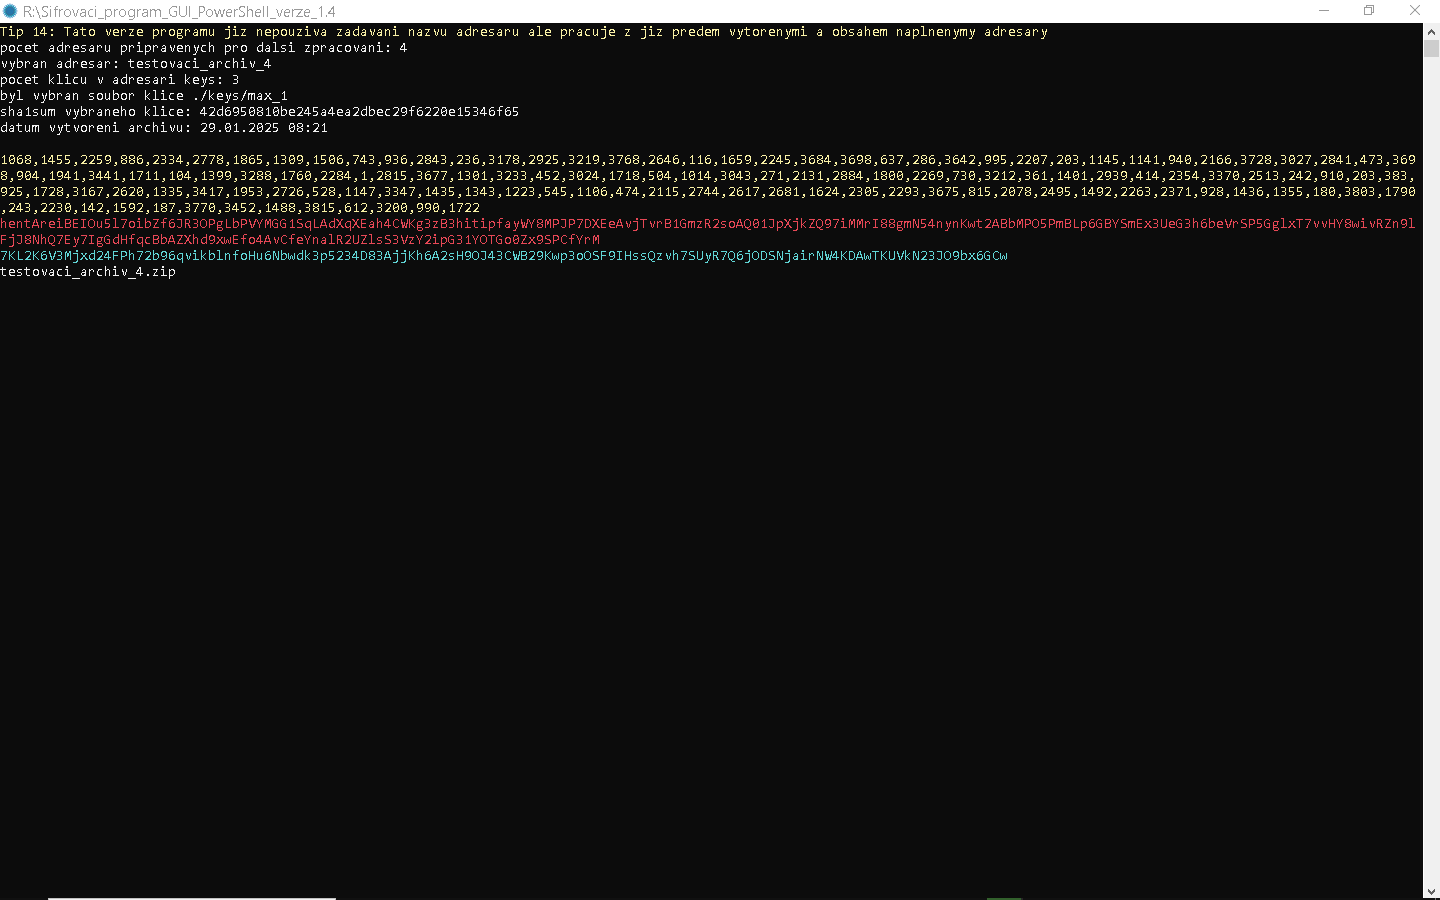 R:\Sifrovaci_program_GUI_PowerShell_verze_1.4
Tip 14: Tato verze programu jiz nepouziva zadavani nazvu adresaru ale pracuje z jiz predem vytorenymi a obsahem naplnenymy adresary
pocet adresaru pripravenych pro dalsi zpracovani: 4
vybran adresar: testovaci_archiv_4
pocet klicu v adresari keys: 3
byl vybran soubor klice ./keys/max_1
sha1sum vybraneho klice: 42d6950810be245a4ea2dbec29f6220e15346f65
datum vytvoreni archivu: 29.01.2025 08:21
1068,1455,2259,886,2334,2778,1865,1309,1506,743,936,2843,236,3178,2925,3219,3768,2646,116,1659,2245,3684,3698,637,286,3642,995,2207,203,1145,1141,940,2166,3728,3027,2841,473,369
8,904,1941,3441,1711,104,1399,3288,1760,2284,1,2815,3677,1301,3233,452,3024,1718,504,1014,3043,271,2131,2884,1800,2269,730,3212,361,1401,2939,414,2354,3370,2513,242,910,203,383,
925,1728,3167,2620,1335,3417,1953,2726,528,1147,3347,1435,1343,1223,545,1106,474,2115,2744,2617,2681,1624,2305,2293,3675,815,2078,2495,1492,2263,2371,928,1436,1355,180,3803,1790
,243,2230,142,1592,187,3770,3452,1488,3815,612,3200,990,1722
hentAreiBEIOu5l7oibZf6JR3OPgLbPVYMGG1SqLAdXqXEah4CWKg3zB3hitipfayWY8MPJP7DXEeAvjTvrB1GmzR2soAQ01JpXjkZQ97iMMrI88gmN54nynKwt2ABbMPO5PmBLp6GBYSmEx3UeG3h6beVrSP5GglxT7vvHY8wivRZn9l
FjJ8NhQ7Ey7IgGdHfqcBbAZXhd9xwEfo4AvCfeYnalR2UZlsS3VzY2ipG31YOTGo0Zx9SPCfYrM
7KL2K6V3Mjxd24FPh72b96qvikblnfoHu6Nbwdk3p5234D83AjjKh6A2sH9OJ43CWB29Kwp3oOSF9IHssQzvh7SUyR7Q6jODSNjairNW4KDAwTKUVkN23JO9bx6GCw
testovaci_archiv_4.zip